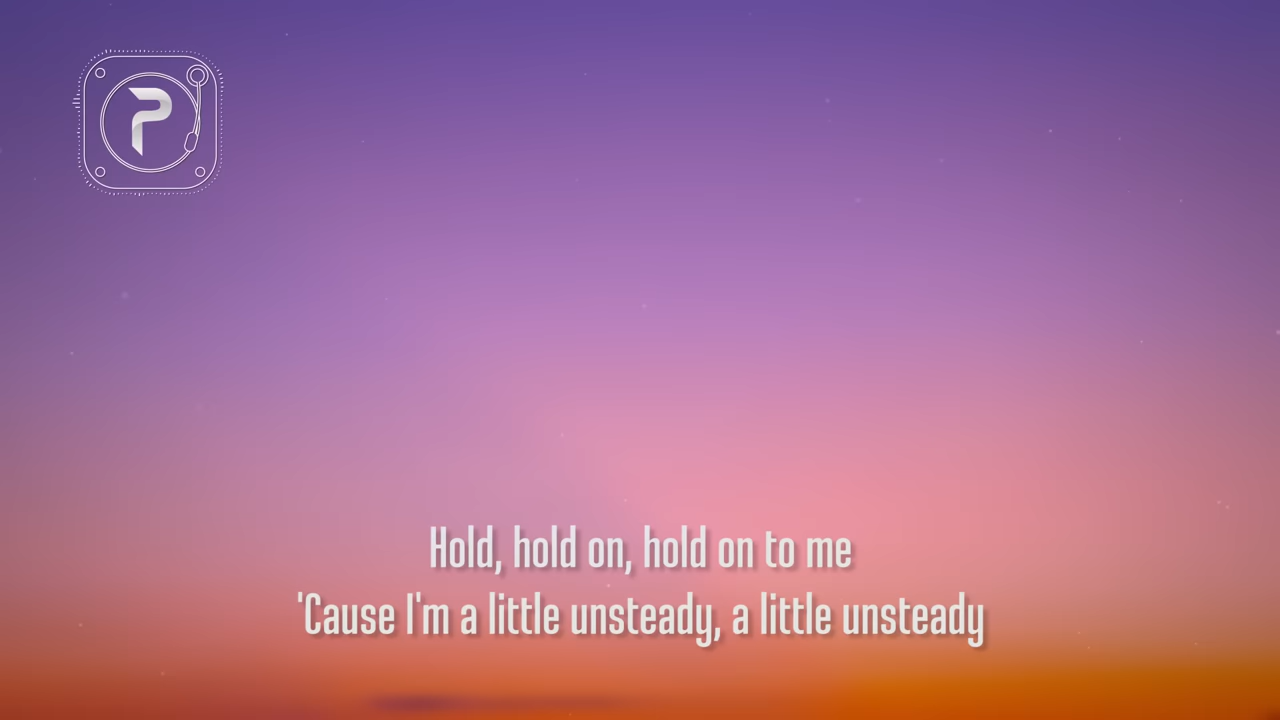 P
Hold, hold on, hold on to me
'Cause I'm a little unsteady, a little unsteady